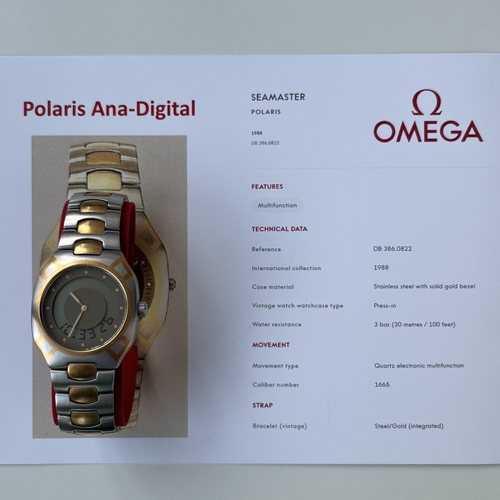 Polaris Ana-Digital
SEAMASTER
POLARIS
1988
DB 386.0822
Ω
OMEGA
FEATURES
Multifunction
TECHNICAL DATA
Reference DB 386.0822
International collection 1988
Case material Stainless steel with solid gold bezel
Vintage watch watchcase type Press-in
Water resistance 3 bar (30 metres / 100 feet)
MOVEMENT
Movement type Quartz electronic multifunction
Caliber number 1665
STRAP
Bracelet (vintage) Steel/Gold (integrated)